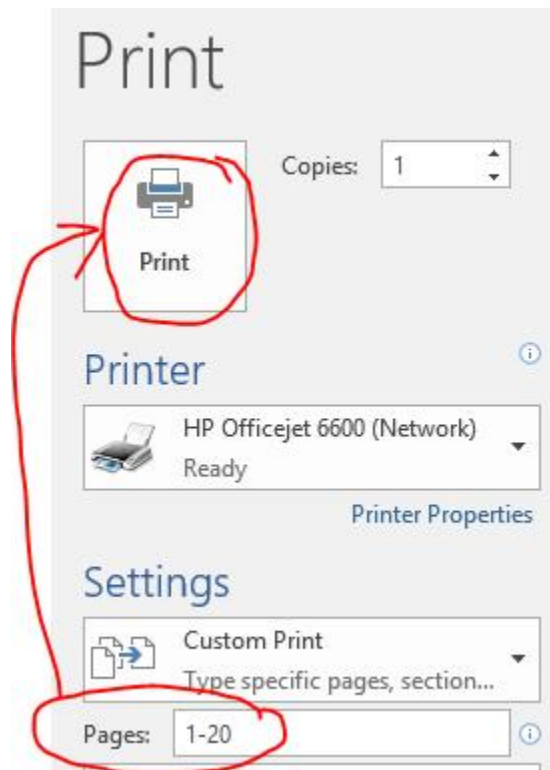 Print
Copies: 1
Print
Printer
HP Officejet 6600 (Network)
Ready
Printer Properties
Settings
Custom Print
Type specific pages, section...
Pages: 1-20